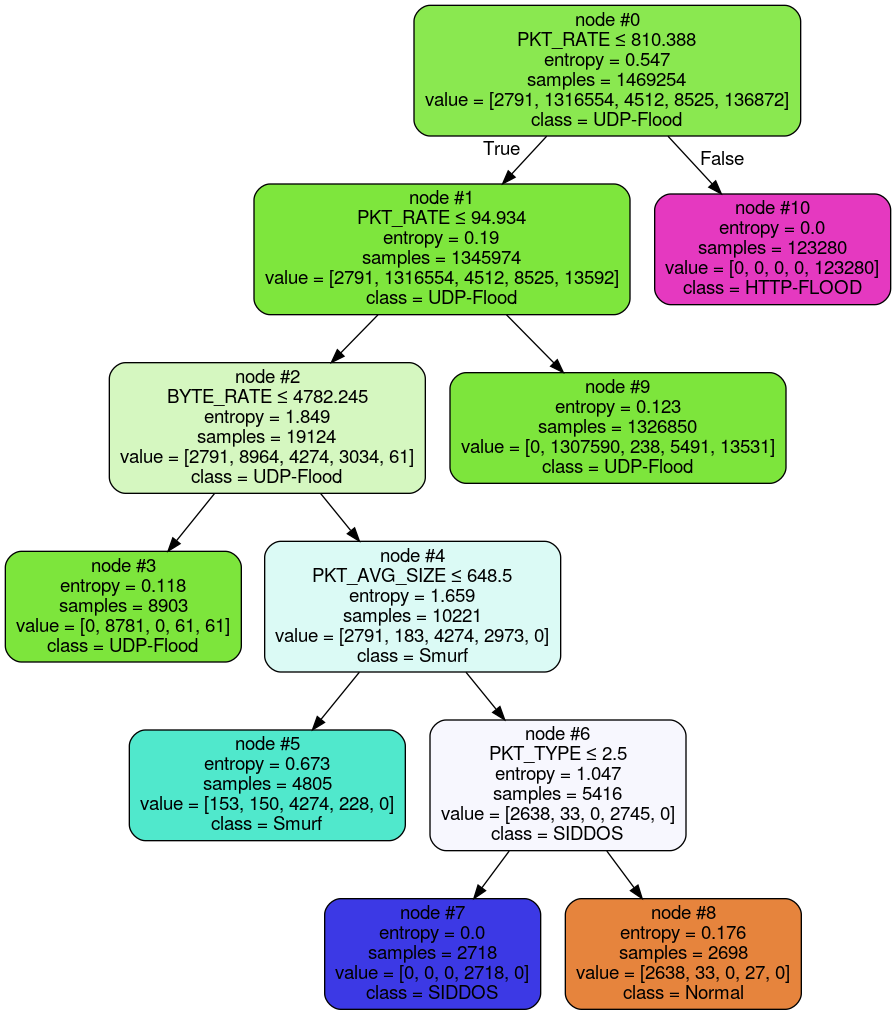 node #0
PKT_RATE ≤ 810.388
entropy = 0.547
samples = 1469254
value = [2791, 1316554, 4512, 8525, 136872]
class = UDP-Flood
True
False
node #1
PKT_RATE ≤ 94.934
entropy = 0.19
samples = 1345974
value = [2791, 1316554, 4512, 8525, 13592]
class = UDP-Flood
node #10
entropy = 0.0
samples = 123280
value = [0, 0, 0, 0, 123280]
class = HTTP-FLOOD
node #2
BYTE_RATE ≤ 4782.245
entropy = 1.849
samples = 19124
value = [2791, 8964, 4274, 3034, 61]
class = UDP-Flood
node #9
entropy = 0.123
samples = 1326850
value = [0, 1307590, 238, 5491, 13531]
class = UDP-Flood
node #3
entropy = 0.118
samples = 8903
value = [0, 8781, 0, 61, 61]
class = UDP-Flood
node #4
PKT_AVG_SIZE ≤ 648.5
entropy = 1.659
samples = 10221
value = [2791, 183, 4274, 2973, 0]
class = Smurf
node #5
entropy = 0.673
samples = 4805
value = [153, 150, 4274, 228, 0]
class = Smurf
node #6
PKT_TYPE ≤ 2.5
entropy = 1.047
samples = 5416
value = [2638, 33, 0, 2745, 0]
class = SIDDOS
node #7
entropy = 0.0
samples = 2718
value = [0, 0, 0, 2718, 0]
class = SIDDOS
node #8
entropy = 0.176
samples = 2698
value = [2638, 33, 0, 27, 0]
class = Normal